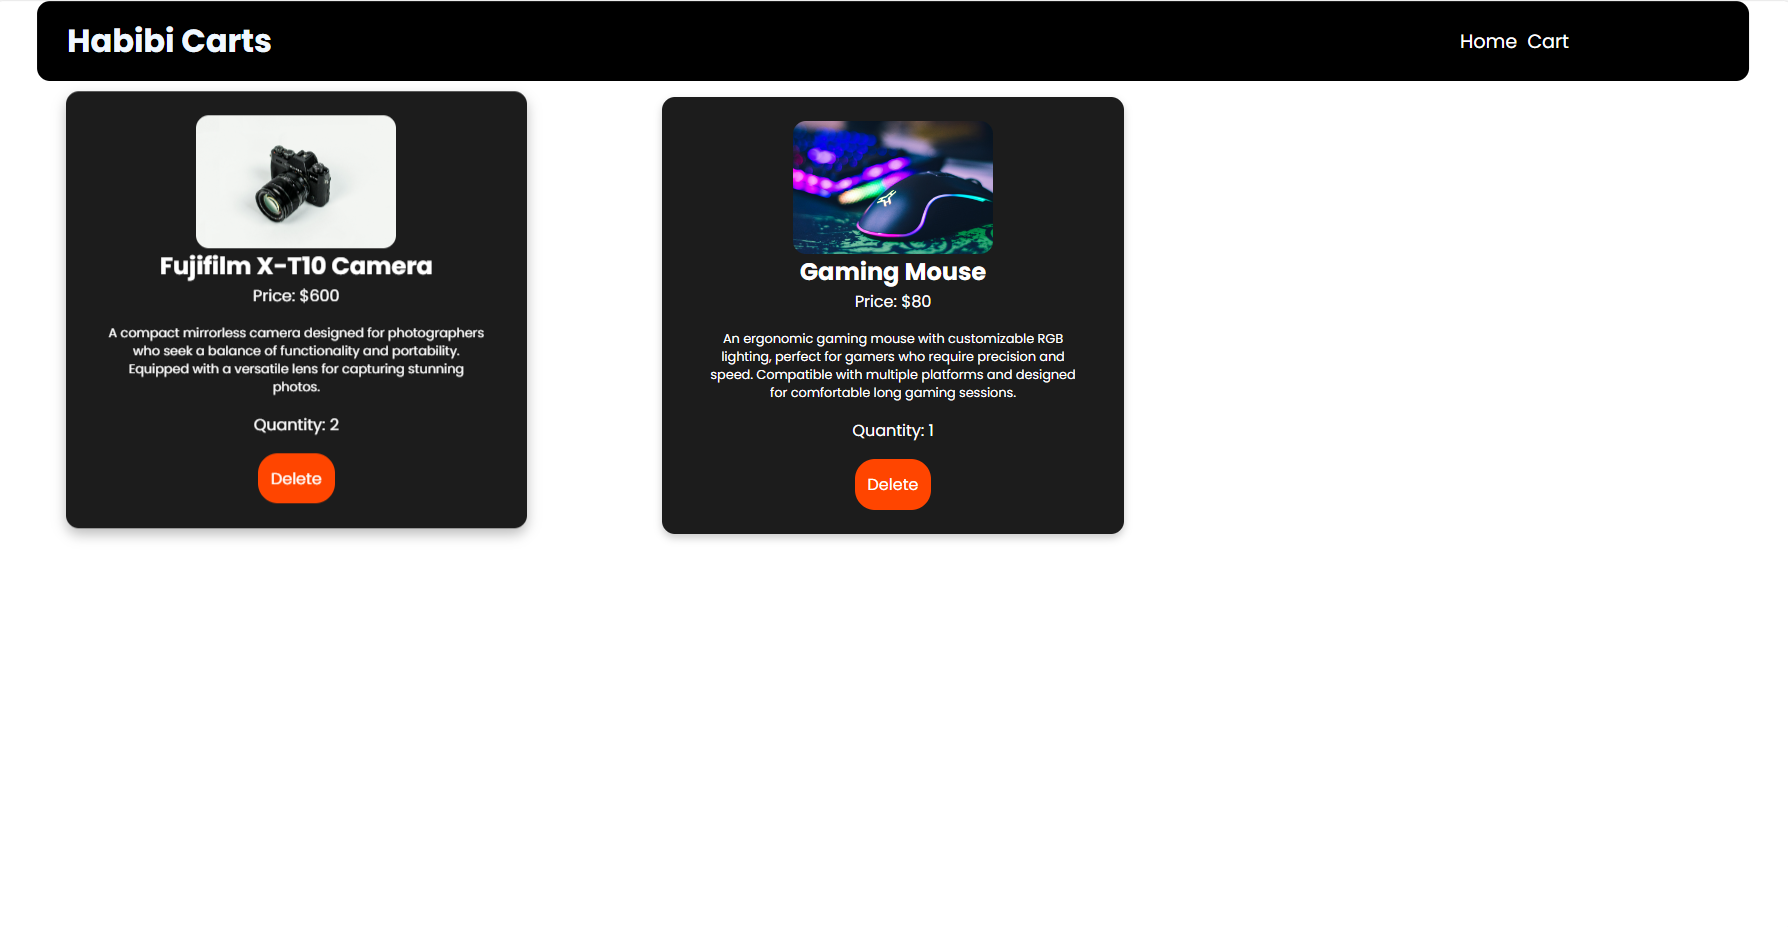 Habibi Carts
Home Cart
Fujifilm X-T10 Camera
Price: $600
A compact mirrorless camera designed for photographers
who seek a balance of functionality and portability.
Equipped with a versatile lens for capturing stunning
photos.
Quantity: 2
Delete
Gaming Mouse
Price: $80
An ergonomic gaming mouse with customizable RGB
lighting, perfect for gamers who require precision and
speed. Compatible with multiple platforms and designed
for comfortable long gaming sessions.
Quantity: 1
Delete